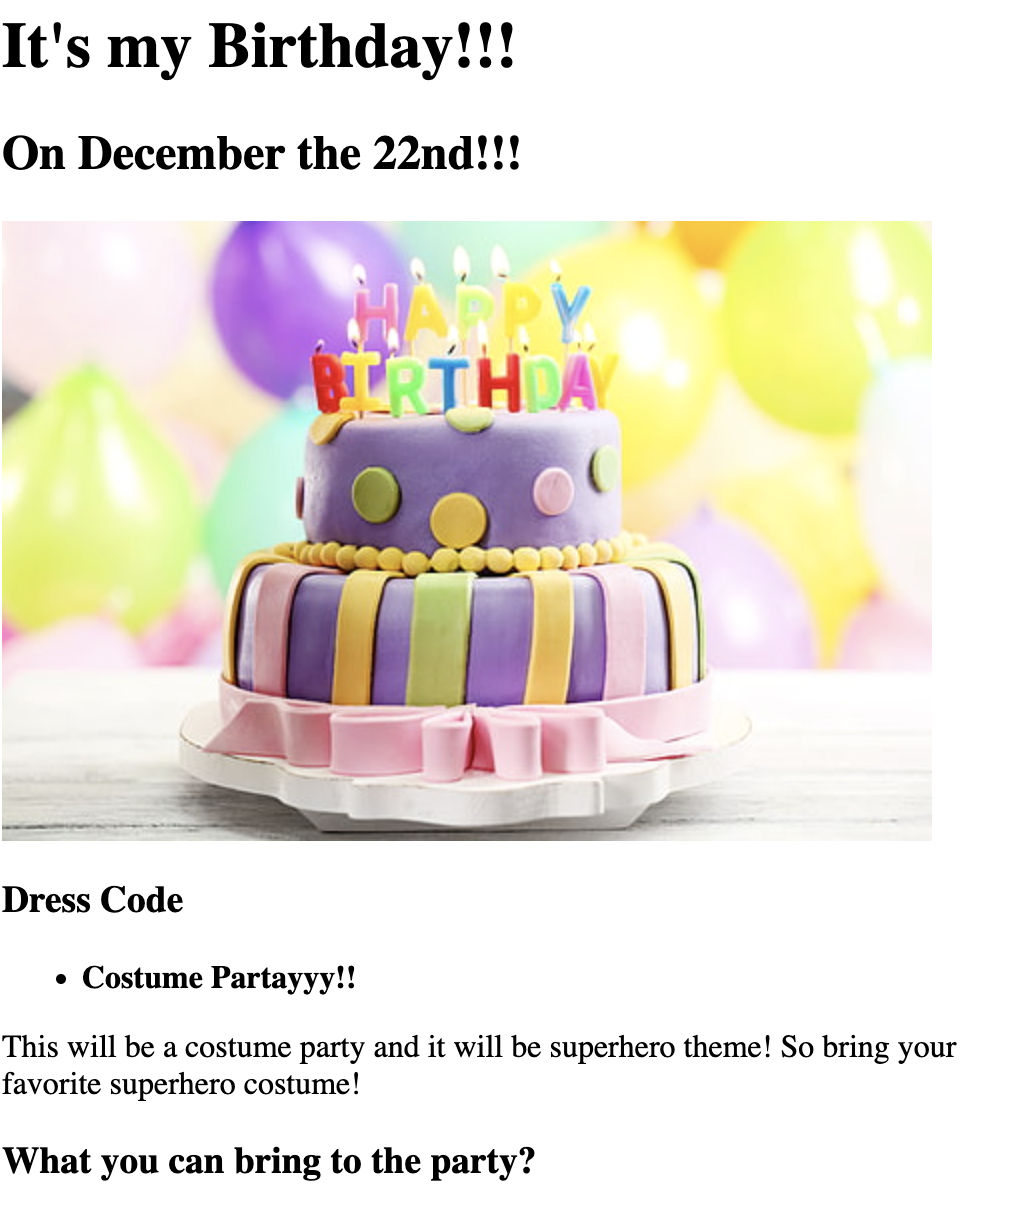 It's my Birthday!!!
On December the 22nd!!!
HAPPY
BIRTHDAY
Dress Code
• Costume Partayyy!!
This will be a costume party and it will be superhero theme! So bring your
favorite superhero costume!
What you can bring to the party?